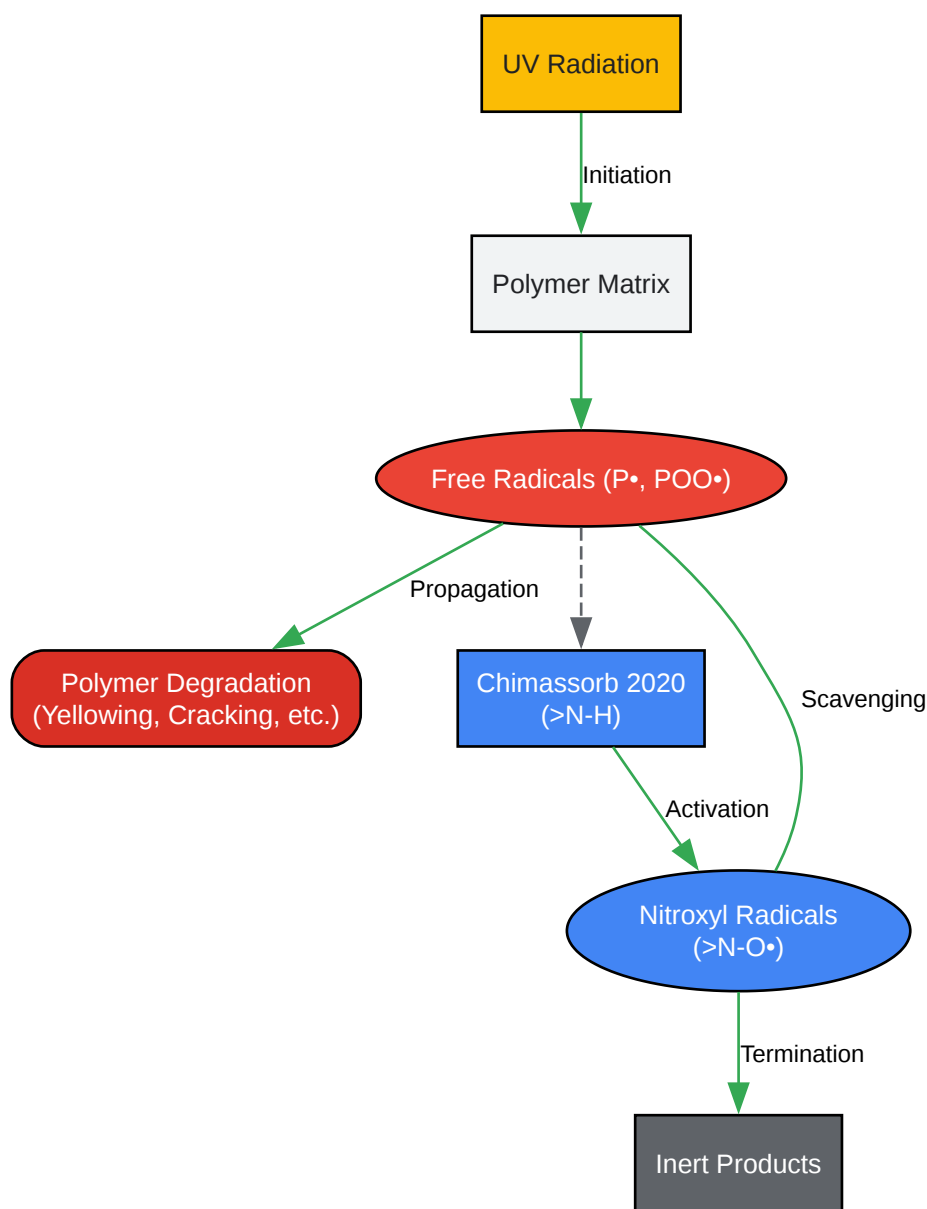 UV Radiation
Initiation
Polymer Matrix
Free Radicals (P•, POO•)
Propagation
Polymer Degradation
(Yellowing, Cracking, etc.)
Chimassorb 2020
(>N-H)
Scavenging
Activation
Nitroxyl Radicals
(>N-O•)
Termination
Inert Products